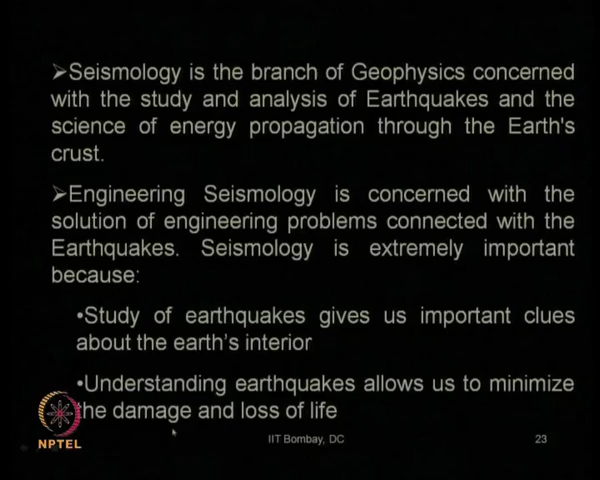 ➢Seismology is the branch of Geophysics concerned
with the study and analysis of Earthquakes and the
science of energy propagation through the Earth's
crust.
➢Engineering Seismology is concerned with the
solution of engineering problems connected with the
Earthquakes. Seismology is extremely important
because:
•Study of earthquakes gives us important clues
about the earth's interior
•Understanding earthquakes allows us to minimize
the damage and loss of life
NPTEL
IIT Bombay, DC
23